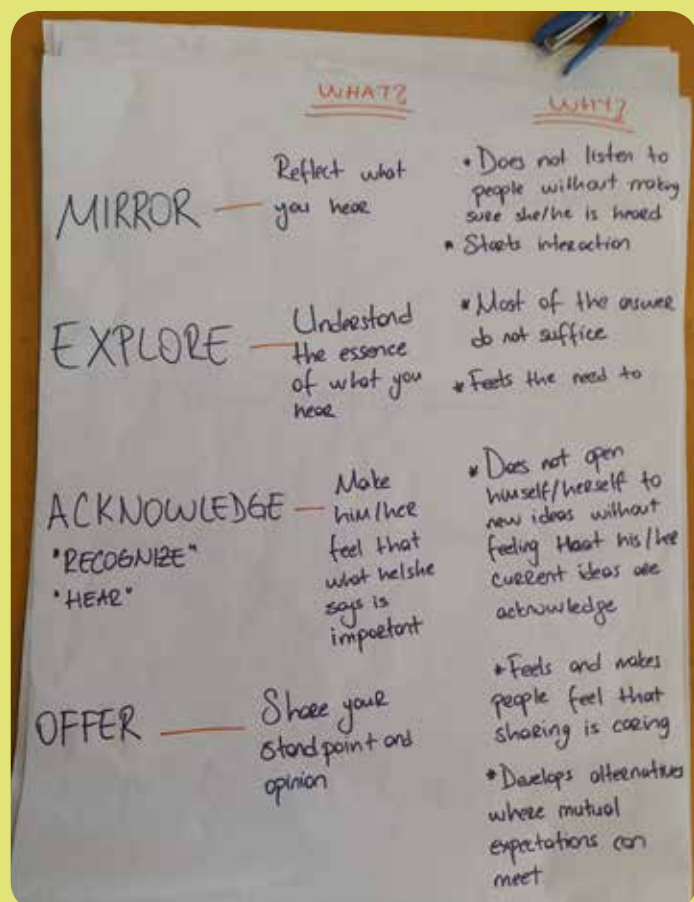 WHAT?
WHY?
MIRROR
Reflect what
you hear
• Does not listen to
people without making
sure she/he is heard
• Starts interaction
EXPLORE
Understand
the essence
of what you
hear
* Most of the answer
do not suffice
* Feels the need to
ACKNOWLEDGE
"RECOGNIZE"
"HEAR"
Make
him/her
feel that
what he/she
says is
important
* Does not open
himself/herself to
new ideas without
feeling that his/her
current ideas are
acknowledge
OFFER
Share your
standpoint and
opinion
* Feels and makes
people feel that
sharing is caring
* Develops alternatives
where mutual
expectations can
meet